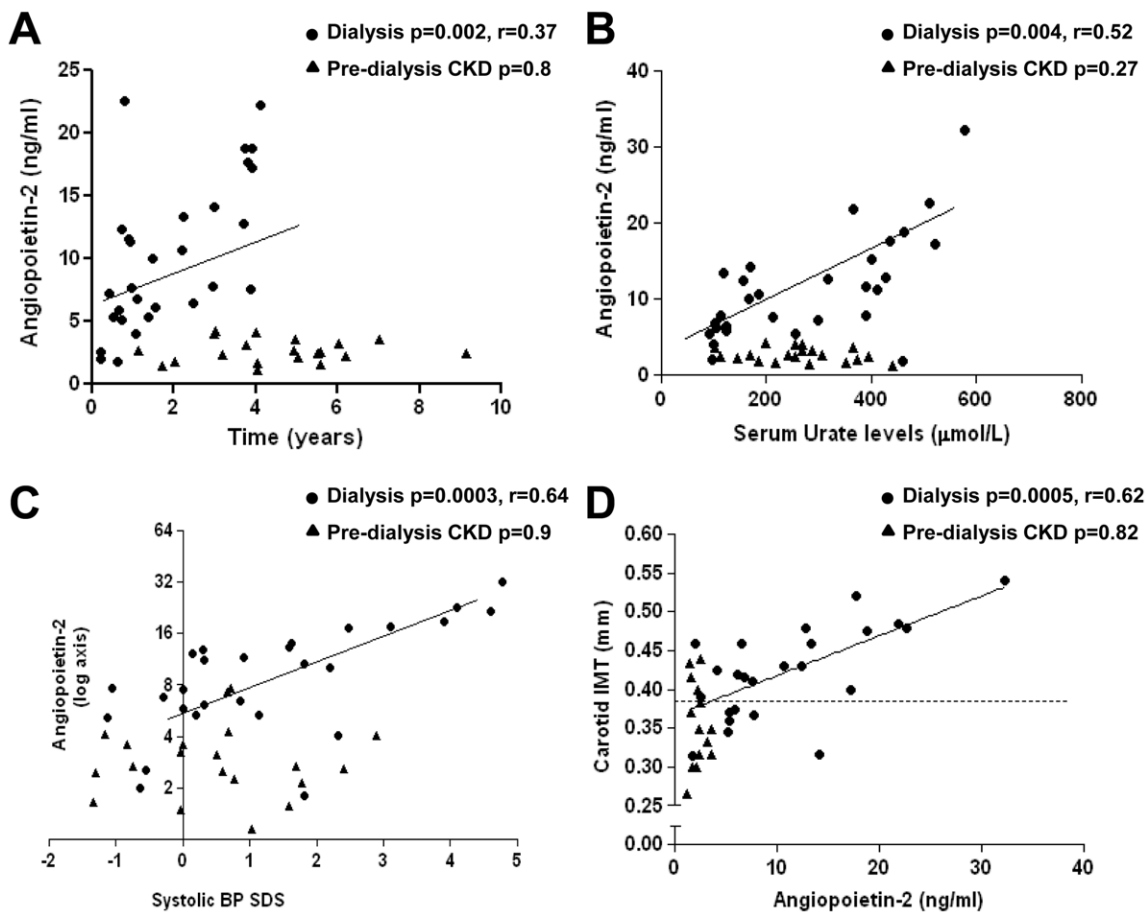 A
● Dialysis p=0.002, r=0.37
▲ Pre-dialysis CKD p=0.8
Angiopoietin-2 (ng/ml)
25
20
15
10
5
0
0 2 4 6 8 10
Time (years)
B
● Dialysis p=0.004, r=0.52
▲ Pre-dialysis CKD p=0.27
Angiopoietin-2 (ng/ml)
40
30
20
10
0
0 200 400 600 800
Serum Urate levels (μmol/L)
C
● Dialysis p=0.0003, r=0.64
▲ Pre-dialysis CKD p=0.9
Angiopoietin-2
(log axis)
64
32
16
8
4
2
-2 -1 0 1 2 3 4 5
Systolic BP SDS
D
● Dialysis p=0.0005, r=0.62
▲ Pre-dialysis CKD p=0.82
Carotid IMT (mm)
0.60
0.55
0.50
0.45
0.40
0.35
0.30
0.25
0.00
0 10 20 30 40
Angiopoietin-2 (ng/ml)